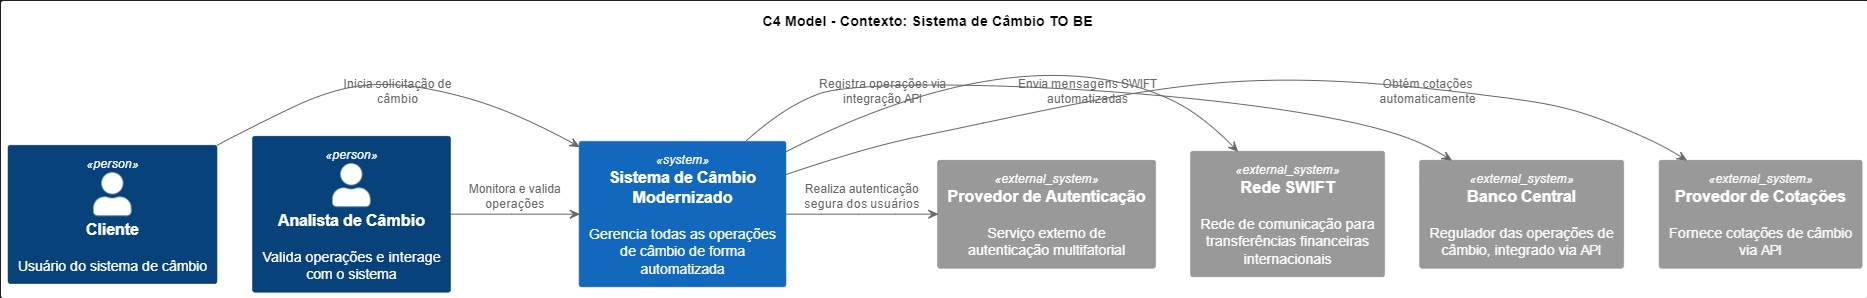 C4 Model - Contexto: Sistema de Câmbio TO BE
Inicia solicitação de
câmbio
Registra operações via
integração API
Envia mensagens SWIFT
automatizadas
Obtém cotações
automaticamente
«person»
Cliente
Usuário do sistema de câmbio
«person»
Analista de Câmbio
Valida operações e interage
com o sistema
Monitora e valida
operações
«system»
Sistema de Câmbio
Modernizado
Gerencia todas as operações
de câmbio de forma
automatizada
Realiza autenticação
segura dos usuários
«external_system»
Provedor de Autenticação
Serviço externo de
autenticação multifatorial
«external_system»
Rede SWIFT
Rede de comunicação para
transferências financeiras
internacionais
«external_system»
Banco Central
Regulador das operações de
câmbio, integrado via API
«external_system»
Provedor de Cotações
Fornece cotações de câmbio
via API